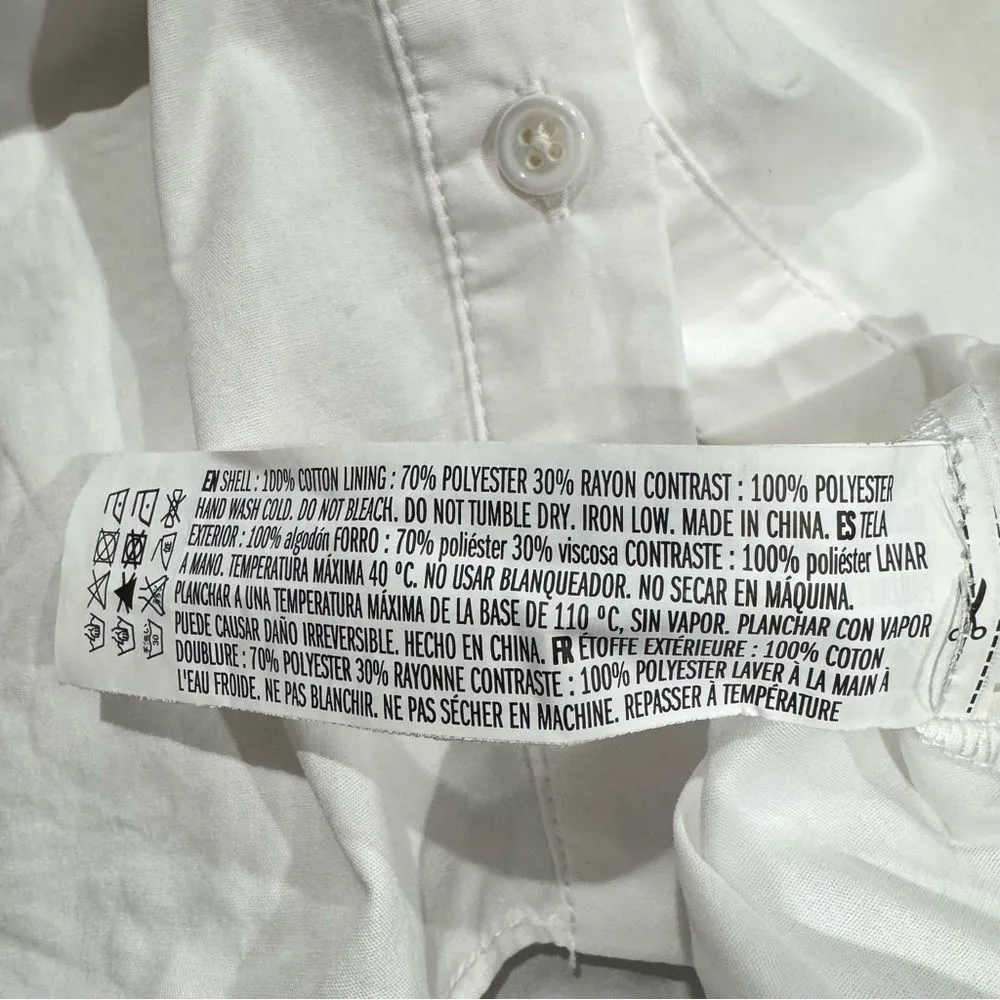 EN SHELL : 100% COTTON LINING : 70% POLYESTER 30% RAYON CONTRAST : 100% POLYESTER
HAND WASH COLD. DO NOT BLEACH. DO NOT TUMBLE DRY. IRON LOW. MADE IN CHINA. ES TELA
EXTERIOR : 100% algodón FORRO : 70% poliéster 30% viscosa CONTRASTE : 100% poliéster LAVAR
A MANO. TEMPERATURA MÁXIMA 40 ºC. NO USAR BLANQUEADOR. NO SECAR EN MÁQUINA.
PLANCHAR A UNA TEMPERATURA MÁXIMA DE LA BASE DE 110 ºC, SIN VAPOR. PLANCHAR CON VAPOR
PUEDE CAUSAR DAÑO IRREVERSIBLE. HECHO EN CHINA. FR ÉTOFFE EXTÉRIEURE : 100% COTON
DOUBLURE : 70% POLYESTER 30% RAYONNE CONTRASTE : 100% POLYESTER LAVER À LA MAIN À
L'EAU FROIDE. NE PAS BLANCHIR. NE PAS SÉCHER EN MACHINE. REPASSER À TEMPÉRATURE